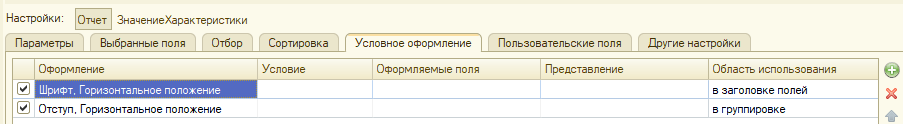 Настройки: Отчет ЗначениеХарактеристики
Параметры Выбранные поля Отбор Сортировка Условное оформление Пользовательские поля Другие настройки
Оформление Условие Оформляемые поля Представление Область использования
Шрифт, Горизонтальное положение в заголовке полей
Отступ, Горизонтальное положение в группировке